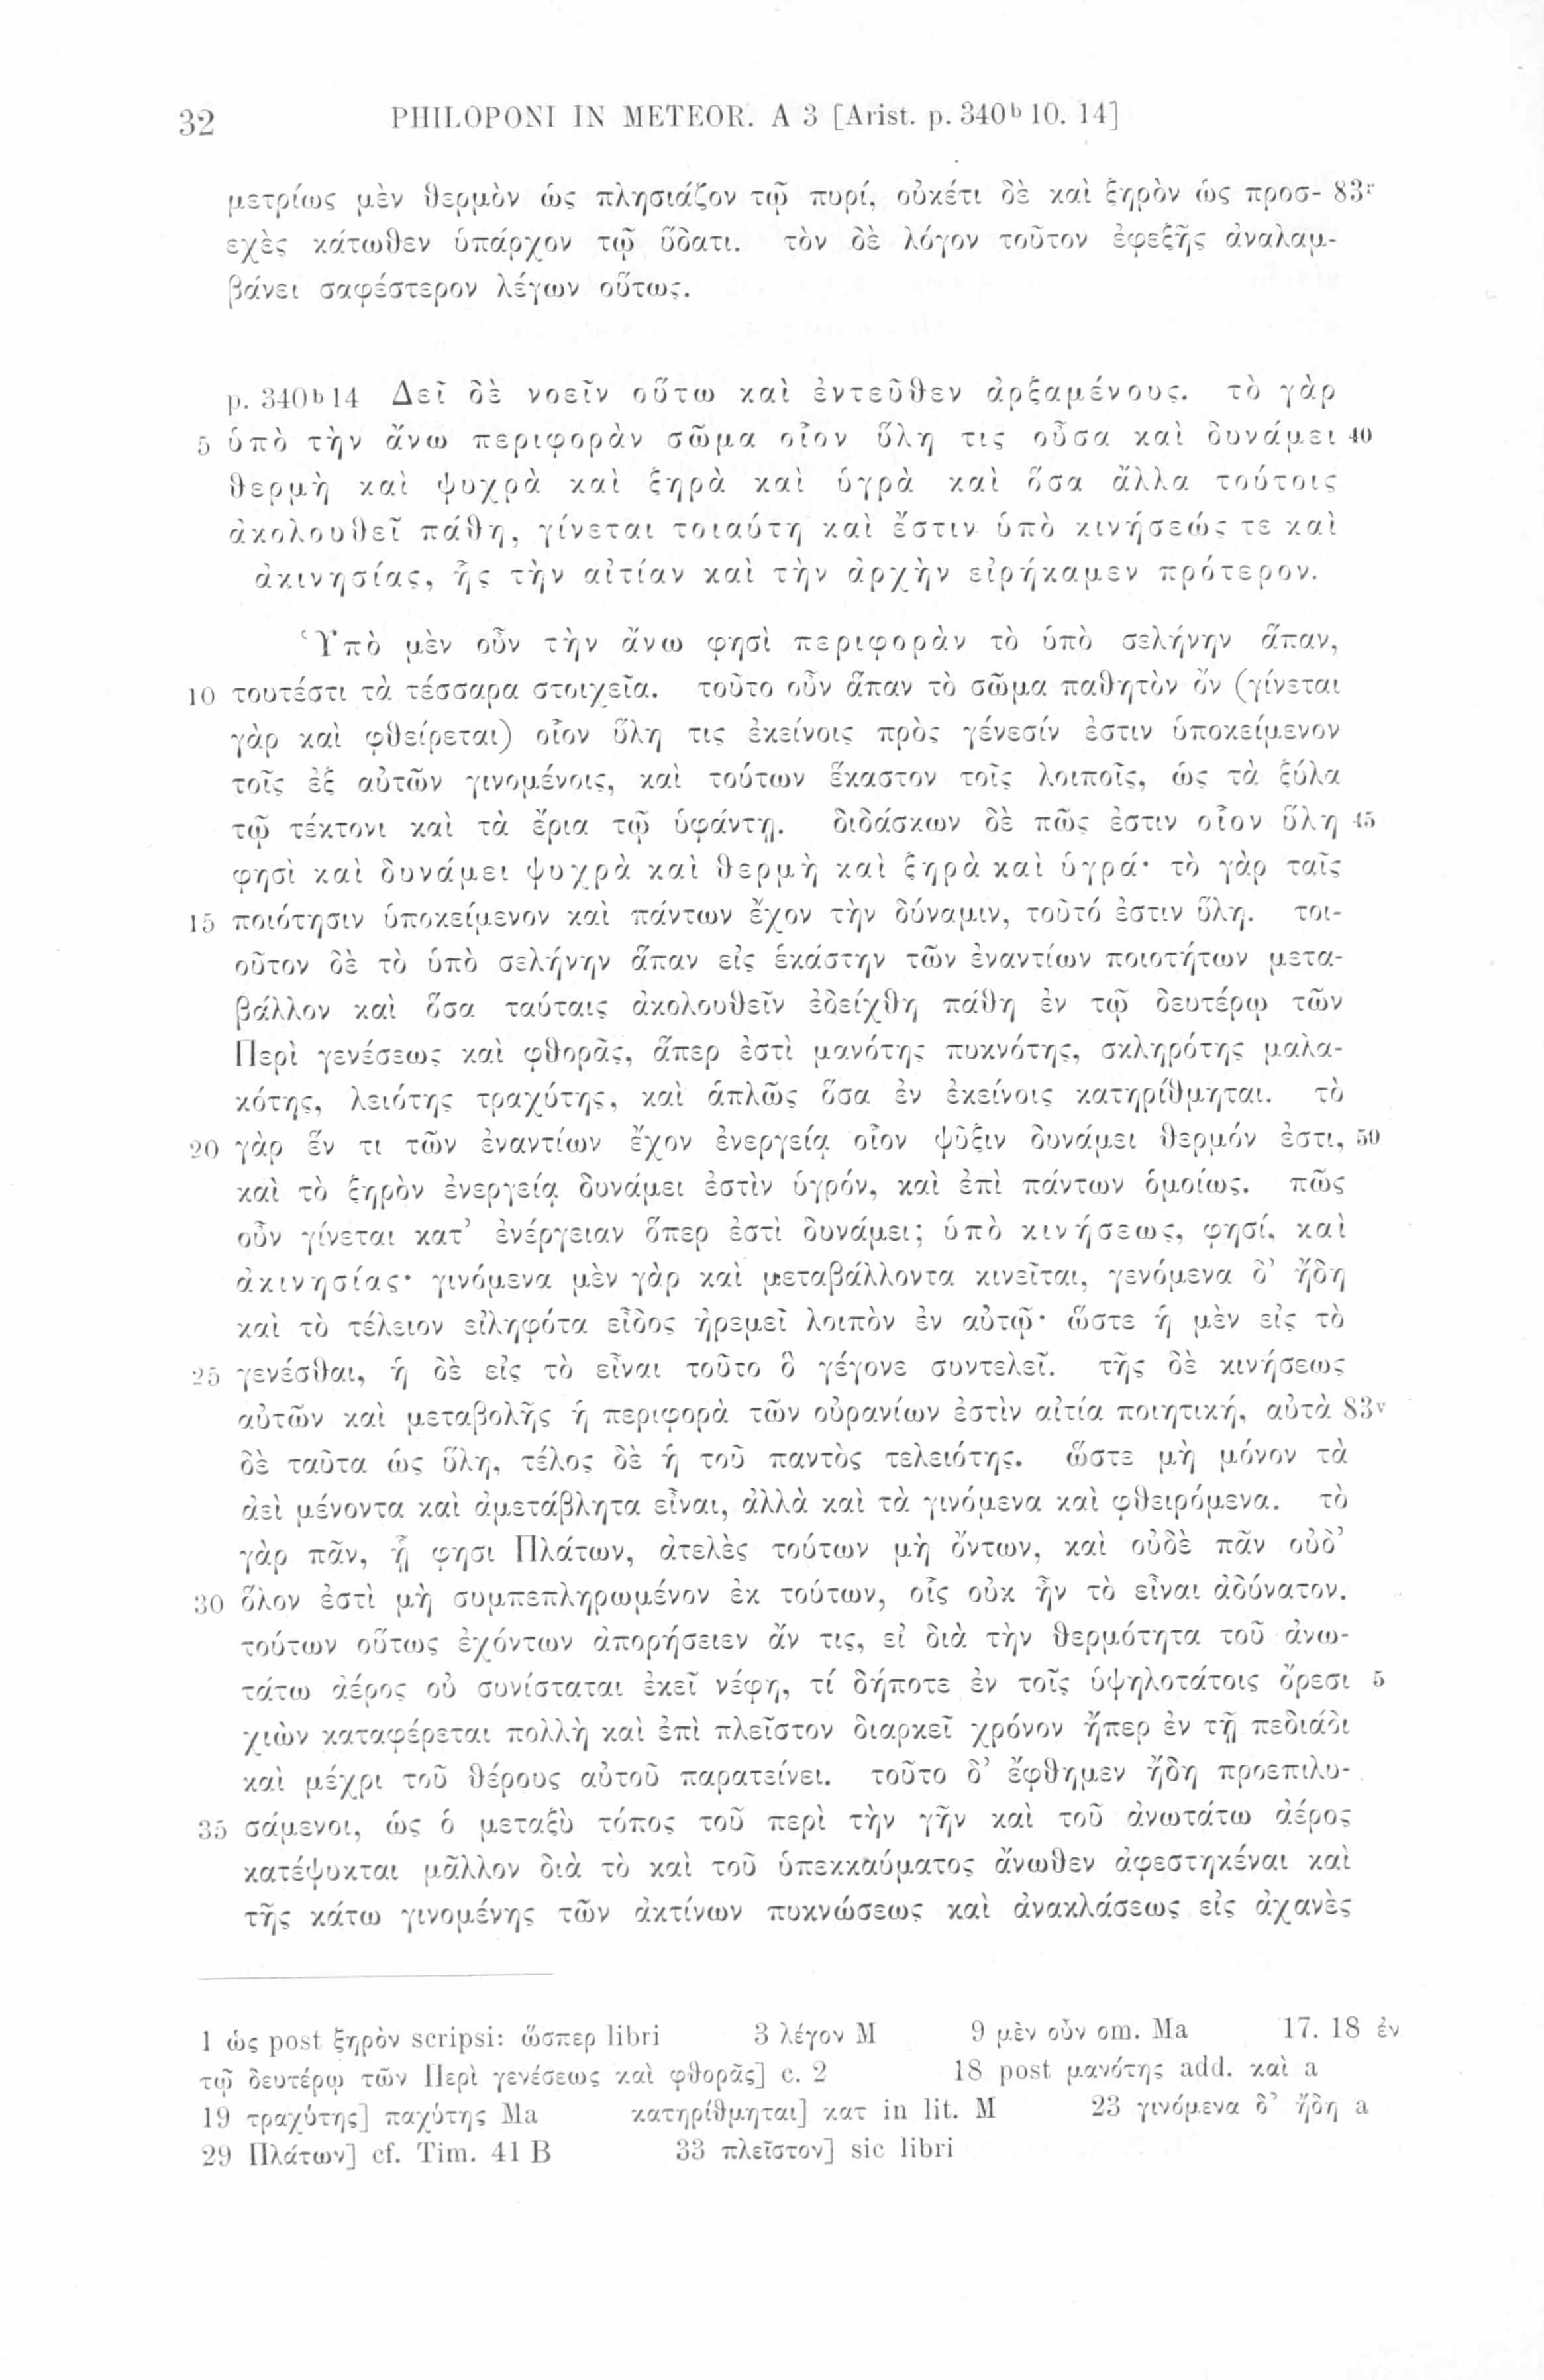 32 PHILOPONI IN METEOR. A 3 [Arist. p. 340ᵇ 10. 14]
μετρίως μὲν θερμὸν ὡς πλησιάζον τῷ πυρί, οὐκέτι δὲ καὶ ξηρὸν ὡς προσ- 83ʳ
εχὲς κάτωθεν ὑπάρχον τῷ ὕδατι. τὸν δὲ λόγον τοῦτον ἐφεξῆς ἀναλαμ-
βάνει σαφέστερον λέγων οὕτως.
p. 340ᵇ14 Δεῖ δὲ νοεῖν οὕτω καὶ ἐντεῦθεν ἀρξαμένους. τὸ γὰρ
5 ὑπὸ τὴν ἄνω περιφορὰν σῶμα οἷον ὕλη τις οὖσα καὶ δυνάμει 40
θερμὴ καὶ ψυχρὰ καὶ ξηρὰ καὶ ὑγρὰ καὶ ὅσα ἄλλα τούτοις
ἀκολουθεῖ πάθη, γίνεται τοιαύτη καὶ ἔστιν ὑπὸ κινήσεώς τε καὶ
ἀκινησίας, ἧς τὴν αἰτίαν καὶ τὴν ἀρχὴν εἰρήκαμεν πρότερον.
Ὑπὸ μὲν οὖν τὴν ἄνω φησὶ περιφορὰν τὸ ὑπὸ σελήνην ἅπαν,
10 τουτέστι τὰ τέσσαρα στοιχεῖα. τοῦτο οὖν ἅπαν τὸ σῶμα παθητὸν ὂν (γίνεται
γὰρ καὶ φθείρεται) οἷον ὕλη τις ἐκείνοις πρὸς γένεσίν ἐστιν ὑποκείμενον
τοῖς ἐξ αὐτῶν γινομένοις, καὶ τούτων ἕκαστον τοῖς λοιποῖς, ὡς τὰ ξύλα
τῷ τέκτονι καὶ τὰ ἔρια τῷ ὑφάντῃ. διδάσκων δὲ πῶς ἐστιν οἷον ὕλη 45
φησὶ καὶ δυνάμει ψυχρὰ καὶ θερμὴ καὶ ξηρὰ καὶ ὑγρά· τὸ γὰρ ταῖς
15 ποιότησιν ὑποκείμενον καὶ πάντων ἔχον τὴν δύναμιν, τοῦτό ἐστιν ὕλη. τοι-
οῦτον δὲ τὸ ὑπὸ σελήνην ἅπαν εἰς ἑκάστην τῶν ἐναντίων ποιοτήτων μετα-
βάλλον καὶ ὅσα ταύταις ἀκολουθεῖν ἐδείχθη πάθη ἐν τῷ δευτέρῳ τῶν
Περὶ γενέσεως καὶ φθορᾶς, ἅπερ ἐστὶ μανότης πυκνότης, σκληρότης μαλα-
κότης, λειότης τραχύτης, καὶ ἁπλῶς ὅσα ἐν ἐκείνοις κατηρίθμηται. τὸ
20 γὰρ ἕν τι τῶν ἐναντίων ἔχον ἐνεργείᾳ οἷον ψῦξιν δυνάμει θερμόν ἐστι, 50
καὶ τὸ ξηρὸν ἐνεργείᾳ δυνάμει ἐστὶν ὑγρόν, καὶ ἐπὶ πάντων ὁμοίως. πῶς
οὖν γίνεται κατ’ ἐνέργειαν ὅπερ ἐστὶ δυνάμει; ὑπὸ κινήσεως, φησί, καὶ
ἀκινησίας· γινόμενα μὲν γὰρ καὶ μεταβάλλοντα κινεῖται, γενόμενα δ’ ἤδη
καὶ τὸ τέλειον εἰληφότα εἶδος ἠρεμεῖ λοιπὸν ἐν αὐτῷ· ὥστε ἡ μὲν εἰς τὸ
25 γενέσθαι, ἡ δὲ εἰς τὸ εἶναι τοῦτο ὃ γέγονε συντελεῖ. τῆς δὲ κινήσεως
αὐτῶν καὶ μεταβολῆς ἡ περιφορὰ τῶν οὐρανίων ἐστὶν αἰτία ποιητική, αὐτὰ 83ᵛ
δὲ ταῦτα ὡς ὕλη, τέλος δὲ ἡ τοῦ παντὸς τελειότης. ὥστε μὴ μόνον τὰ
ἀεὶ μένοντα καὶ ἀμετάβλητα εἶναι, ἀλλὰ καὶ τὰ γινόμενα καὶ φθειρόμενα. τὸ
γὰρ πᾶν, ᾗ φησι Πλάτων, ἀτελὲς τούτων μὴ ὄντων, καὶ οὐδὲ πᾶν οὐδ’
30 ὅλον ἐστὶ μὴ συμπεπληρωμένον ἐκ τούτων, οἷς οὐκ ἦν τὸ εἶναι ἀδύνατον.
τούτων οὕτως ἐχόντων ἀπορήσειεν ἄν τις, εἰ διὰ τὴν θερμότητα τοῦ ἀνω-
τάτω ἀέρος οὐ συνίσταται ἐκεῖ νέφη, τί δήποτε ἐν τοῖς ὑψηλοτάτοις ὄρεσι 5
χιὼν καταφέρεται πολλὴ καὶ ἐπὶ πλεῖστον διαρκεῖ χρόνον ἤπερ ἐν τῇ πεδιάδι
καὶ μέχρι τοῦ θέρους αὐτοῦ παρατείνει. τοῦτο δ’ ἔφθημεν ἤδη προεπιλυ-
35 σάμενοι, ὡς ὁ μεταξὺ τόπος τοῦ περὶ τὴν γῆν καὶ τοῦ ἀνωτάτω ἀέρος
κατέψυκται μᾶλλον διὰ τὸ καὶ τοῦ ὑπεκκαύματος ἄνωθεν ἀφεστηκέναι καὶ
τῆς κάτω γινομένης τῶν ἀκτίνων πυκνώσεως καὶ ἀνακλάσεως εἰς ἀχανὲς
1 ὡς post ξηρὸν scripsi: ὥσπερ libri 3 λέγον M 9 μὲν οὖν om. Ma 17. 18 ἐν
τῷ δευτέρῳ τῶν Περὶ γενέσεως καὶ φθορᾶς] c. 2 18 post μανότης add. καὶ a
19 τραχύτης] παχύτης Ma κατηρίθμηται] κατ in lit. M 23 γινόμενα δ’ ἤδη a
29 Πλάτων] cf. Tim. 41 B 33 πλεῖστον] sic libri